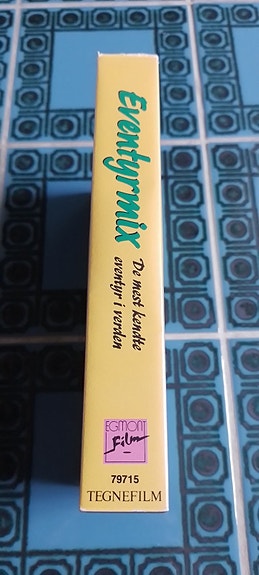 Eventyrmix
De mest kendte
eventyr i verden
EGMONT
Film
79715
TEGNEFILM